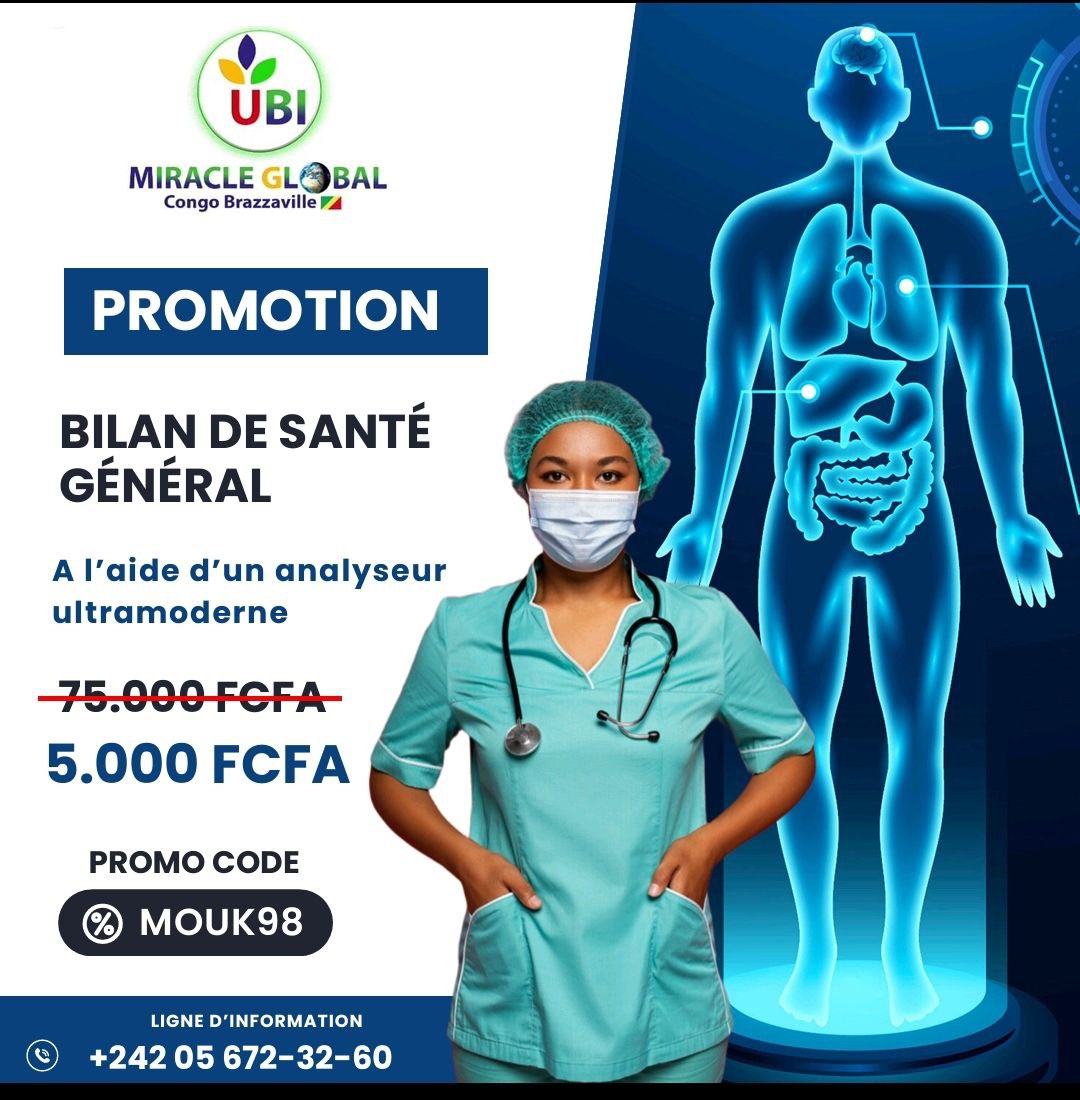 UBI
MIRACLE GLOBAL
Congo Brazzaville
PROMOTION
BILAN DE SANTÉ
GÉNÉRAL
A l'aide d'un analyseur
ultramoderne
75.000 FCFA
5.000 FCFA
PROMO CODE
% MOUK98
LIGNE D'INFORMATION
+242 05 672-32-60